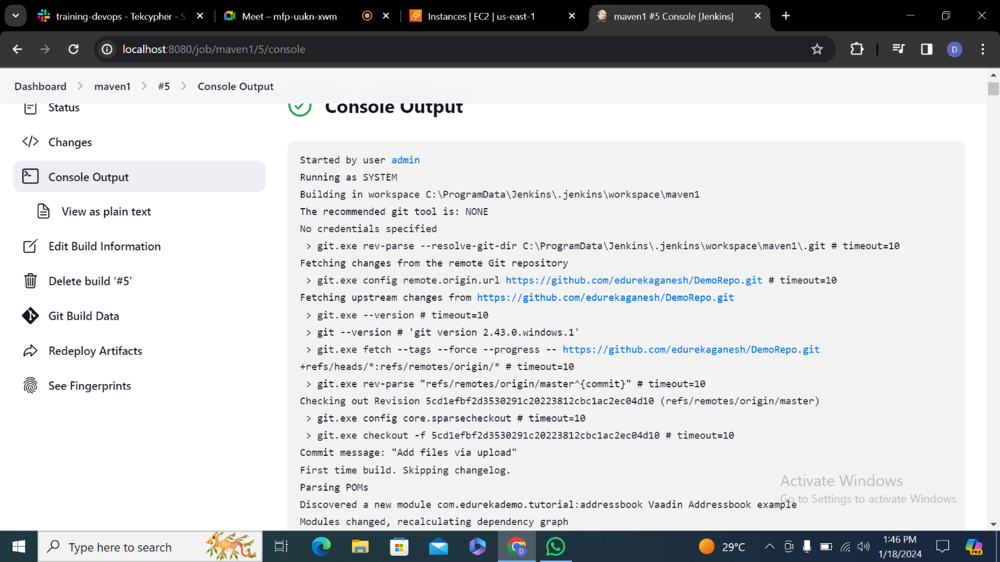 training-devops - Tekcypher - S
Meet – mfp-uukn-xwm
Instances | EC2 | us-east-1
maven1 #5 Console [Jenkins]
localhost:8080/job/maven1/5/console
D
Dashboard
maven1
#5
Console Output
Status
Changes
Console Output
View as plain text
Edit Build Information
Delete build ‘#5’
Git Build Data
Redeploy Artifacts
See Fingerprints
Console Output
Started by user admin
Running as SYSTEM
Building in workspace C:\ProgramData\Jenkins\.jenkins\workspace\maven1
The recommended git tool is: NONE
No credentials specified
> git.exe rev-parse --resolve-git-dir C:\ProgramData\Jenkins\.jenkins\workspace\maven1\.git # timeout=10
Fetching changes from the remote Git repository
> git.exe config remote.origin.url https://github.com/edurekaganesh/DemoRepo.git # timeout=10
Fetching upstream changes from https://github.com/edurekaganesh/DemoRepo.git
> git.exe --version # timeout=10
> git --version # 'git version 2.43.0.windows.1'
> git.exe fetch --tags --force --progress -- https://github.com/edurekaganesh/DemoRepo.git
+refs/heads/*:refs/remotes/origin/* # timeout=10
> git.exe rev-parse "refs/remotes/origin/master^{commit}" # timeout=10
Checking out Revision 5cd1efbf2d3530291c20223812cbc1ac2ec04d10 (refs/remotes/origin/master)
> git.exe config core.sparsecheckout # timeout=10
> git.exe checkout -f 5cd1efbf2d3530291c20223812cbc1ac2ec04d10 # timeout=10
Commit message: "Add files via upload"
First time build. Skipping changelog.
Parsing POMs
Discovered a new module com.edurekademo.tutorial:addressbook Vaadin Addressbook example
Modules changed, recalculating dependency graph
Activate Windows
Go to Settings to activate Windows.
Type here to search
D
29°C
1:46 PM
1/18/2024
PRE